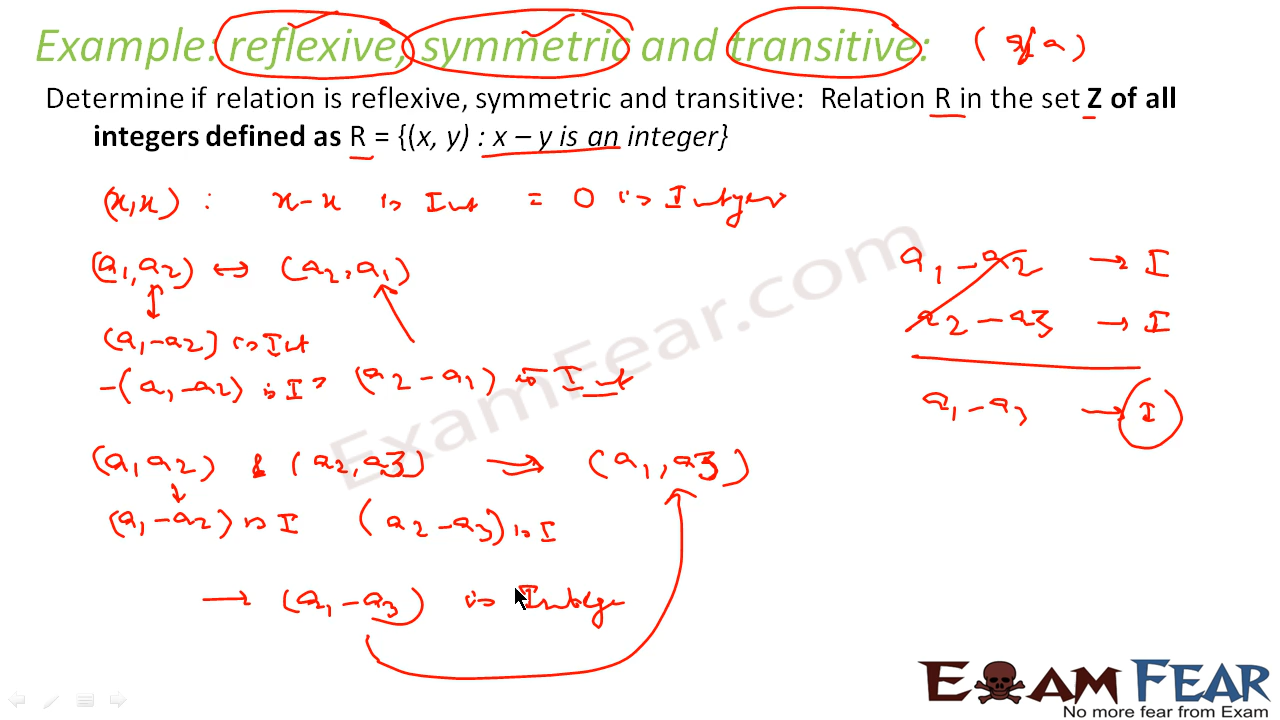 Example: reflexive, symmetric and transitive:
Determine if relation is reflexive, symmetric and transitive: Relation R in the set Z of all
integers defined as R = {(x, y) : x – y is an integer}
(x,x) : x-x is Int = 0 is Integer
(a1,a2) ↔ (a2,a1)
(a1-a2) is Int
-(a1-a2) is I (a2-a1) is Int
a1-a2 → I
a2-a3 → I
a1-a3 → I
(a1,a2) & (a2,a3) → (a1,a3)
(a1-a2) is I (a2-a3) is I
→ (a1-a3) is Intege
ExamFear.com
EXAM FEAR
No more fear from Exam